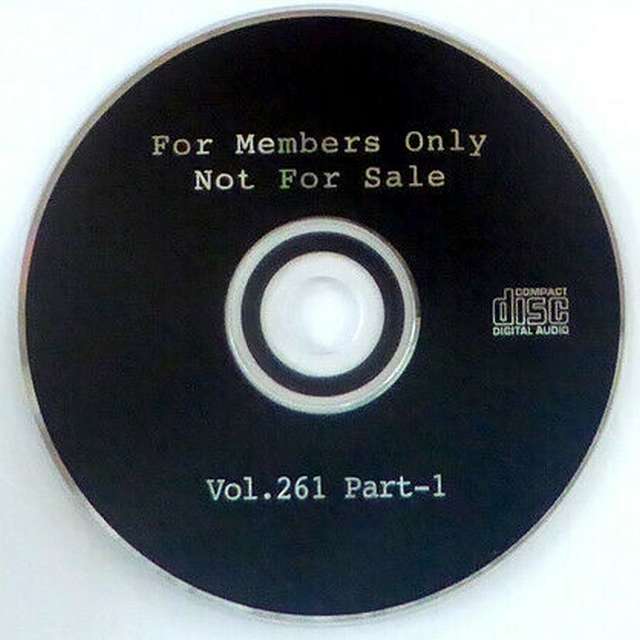 For Members Only
Not For Sale
COMPACT
disc
DIGITAL AUDIO
Vol.261 Part-1